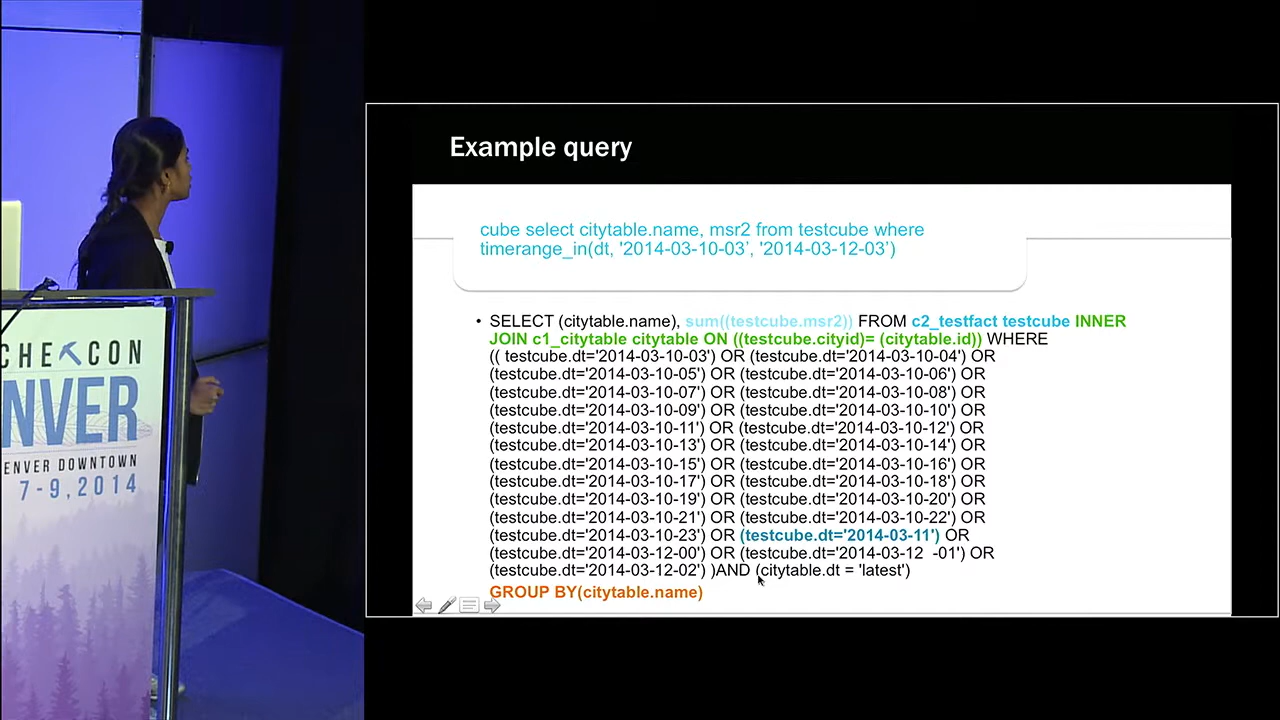 Example query
cube select citytable.name, msr2 from testcube where
timerange_in(dt, '2014-03-10-03', '2014-03-12-03')
• SELECT (citytable.name), sum((testcube.msr2)) FROM c2_testfact testcube INNER
JOIN c1_citytable citytable ON ((testcube.cityid)= (citytable.id)) WHERE
(( testcube.dt='2014-03-10-03') OR (testcube.dt='2014-03-10-04') OR
(testcube.dt='2014-03-10-05') OR (testcube.dt='2014-03-10-06') OR
(testcube.dt='2014-03-10-07') OR (testcube.dt='2014-03-10-08') OR
(testcube.dt='2014-03-10-09') OR (testcube.dt='2014-03-10-10') OR
(testcube.dt='2014-03-10-11') OR (testcube.dt='2014-03-10-12') OR
(testcube.dt='2014-03-10-13') OR (testcube.dt='2014-03-10-14') OR
(testcube.dt='2014-03-10-15') OR (testcube.dt='2014-03-10-16') OR
(testcube.dt='2014-03-10-17') OR (testcube.dt='2014-03-10-18') OR
(testcube.dt='2014-03-10-19') OR (testcube.dt='2014-03-10-20') OR
(testcube.dt='2014-03-10-21') OR (testcube.dt='2014-03-10-22') OR
(testcube.dt='2014-03-10-23') OR (testcube.dt='2014-03-11') OR
(testcube.dt='2014-03-12-00') OR (testcube.dt='2014-03-12 -01') OR
(testcube.dt='2014-03-12-02') )AND (citytable.dt = 'latest')
GROUP BY(citytable.name)
CHE CON
NVER
ENVER DOWNTOWN
7-9,2014